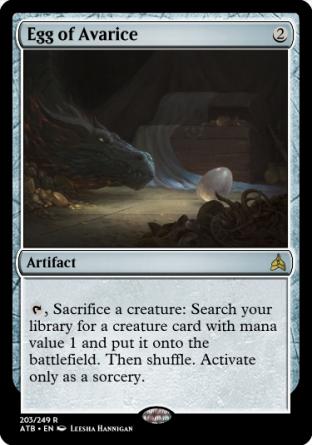 Egg of Avarice 2
Artifact
, Sacrifice a creature: Search your
library for a creature card with mana
value 1 and put it onto the
battlefield. Then shuffle. Activate
only as a sorcery.
203/249 R
ATB • EN Leesha Hannigan